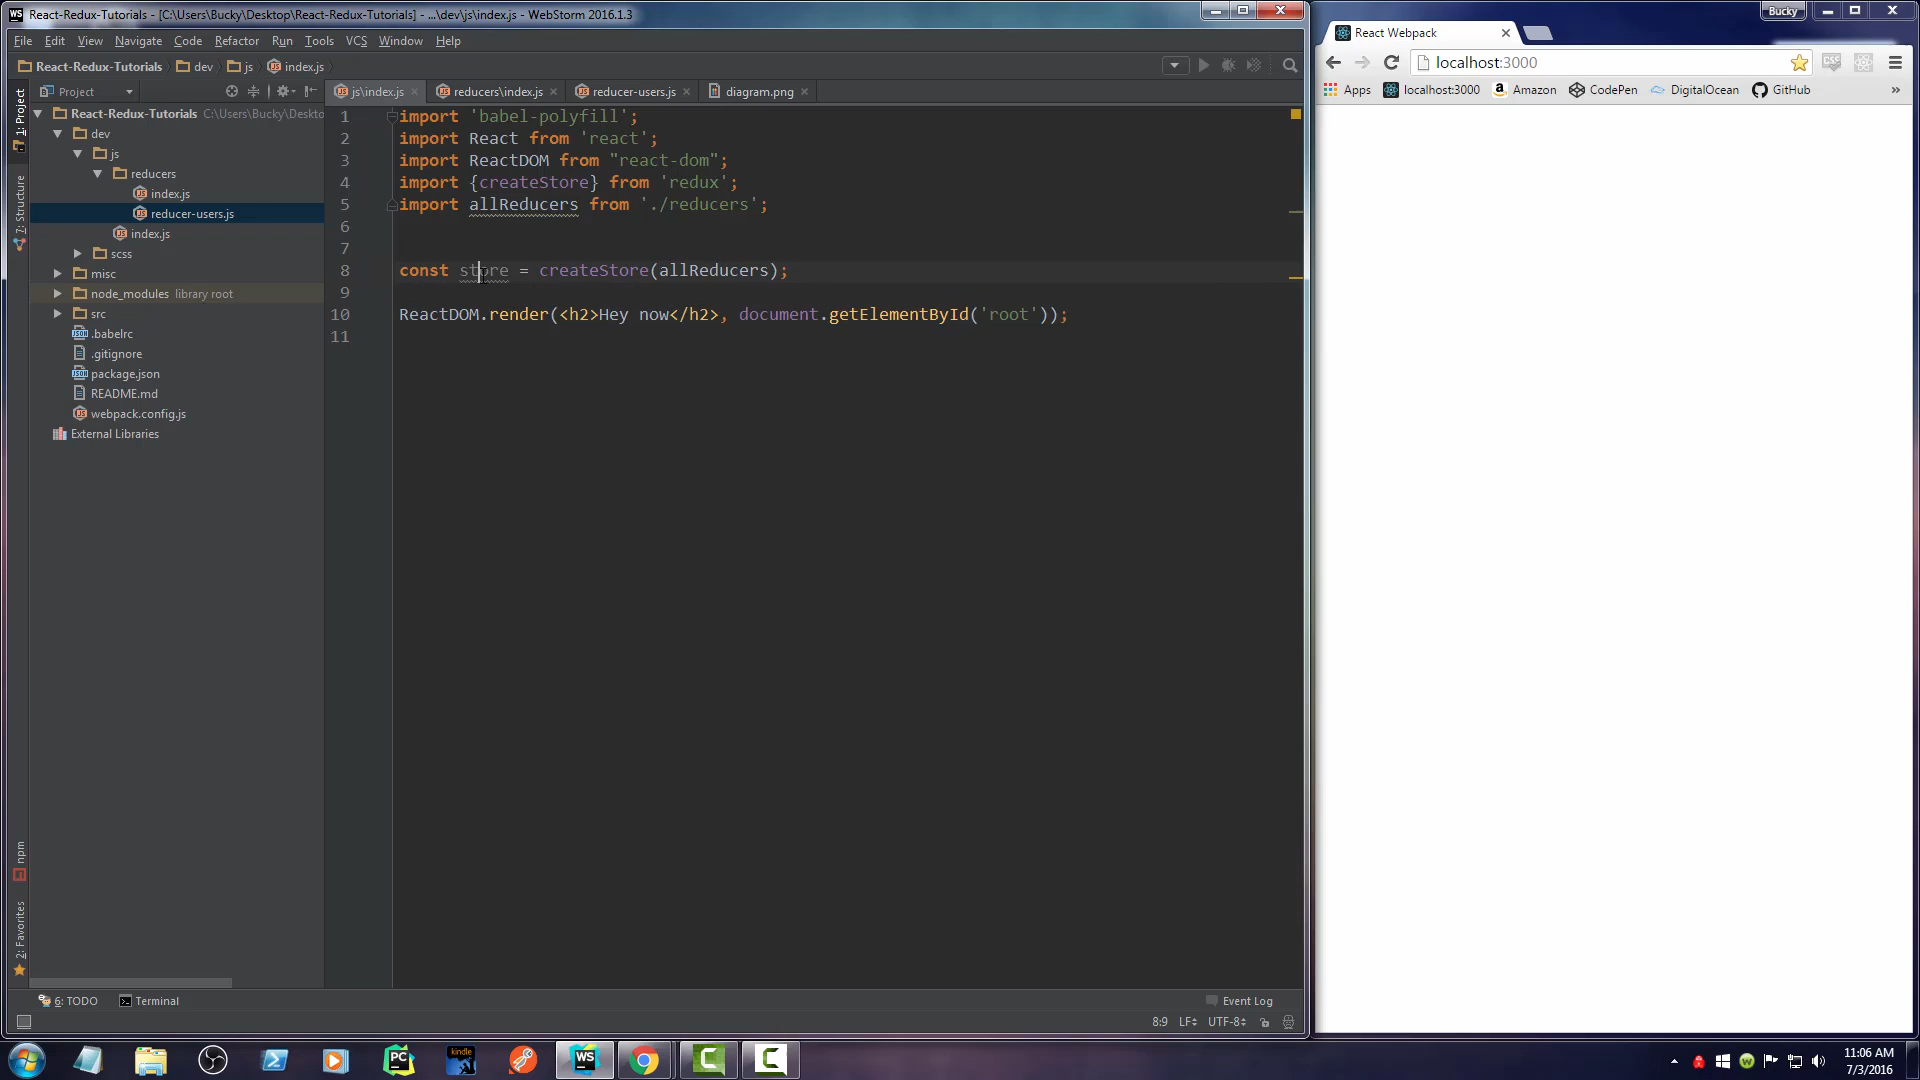 React-Redux-Tutorials - [C:\Users\Bucky\Desktop\React-Redux-Tutorials] - ...\dev\js\index.js - WebStorm 2016.1.3
File Edit View Navigate Code Refactor Run Tools VCS Window Help
React-Redux-Tutorials dev js index.js
Project
js\index.js reducers\index.js reducer-users.js diagram.png
1: Project
7: Structure
npm
2: Favorites
React-Redux-Tutorials C:\Users\Bucky\Deskto
dev
js
reducers
index.js
reducer-users.js
index.js
scss
misc
node_modules library root
src
.babelrc
.gitignore
package.json
README.md
webpack.config.js
External Libraries
1 import 'babel-polyfill';
2 import React from 'react';
3 import ReactDOM from "react-dom";
4 import {createStore} from 'redux';
5 import allReducers from './reducers';
6
7
8 const store = createStore(allReducers);
9
10 ReactDOM.render(<h2>Hey now</h2>, document.getElementById('root'));
11
6: TODO Terminal Event Log
8:9 LF UTF-8
Bucky
React Webpack
localhost:3000
Apps localhost:3000 Amazon CodePen DigitalOcean GitHub »
11:06 AM
7/3/2016